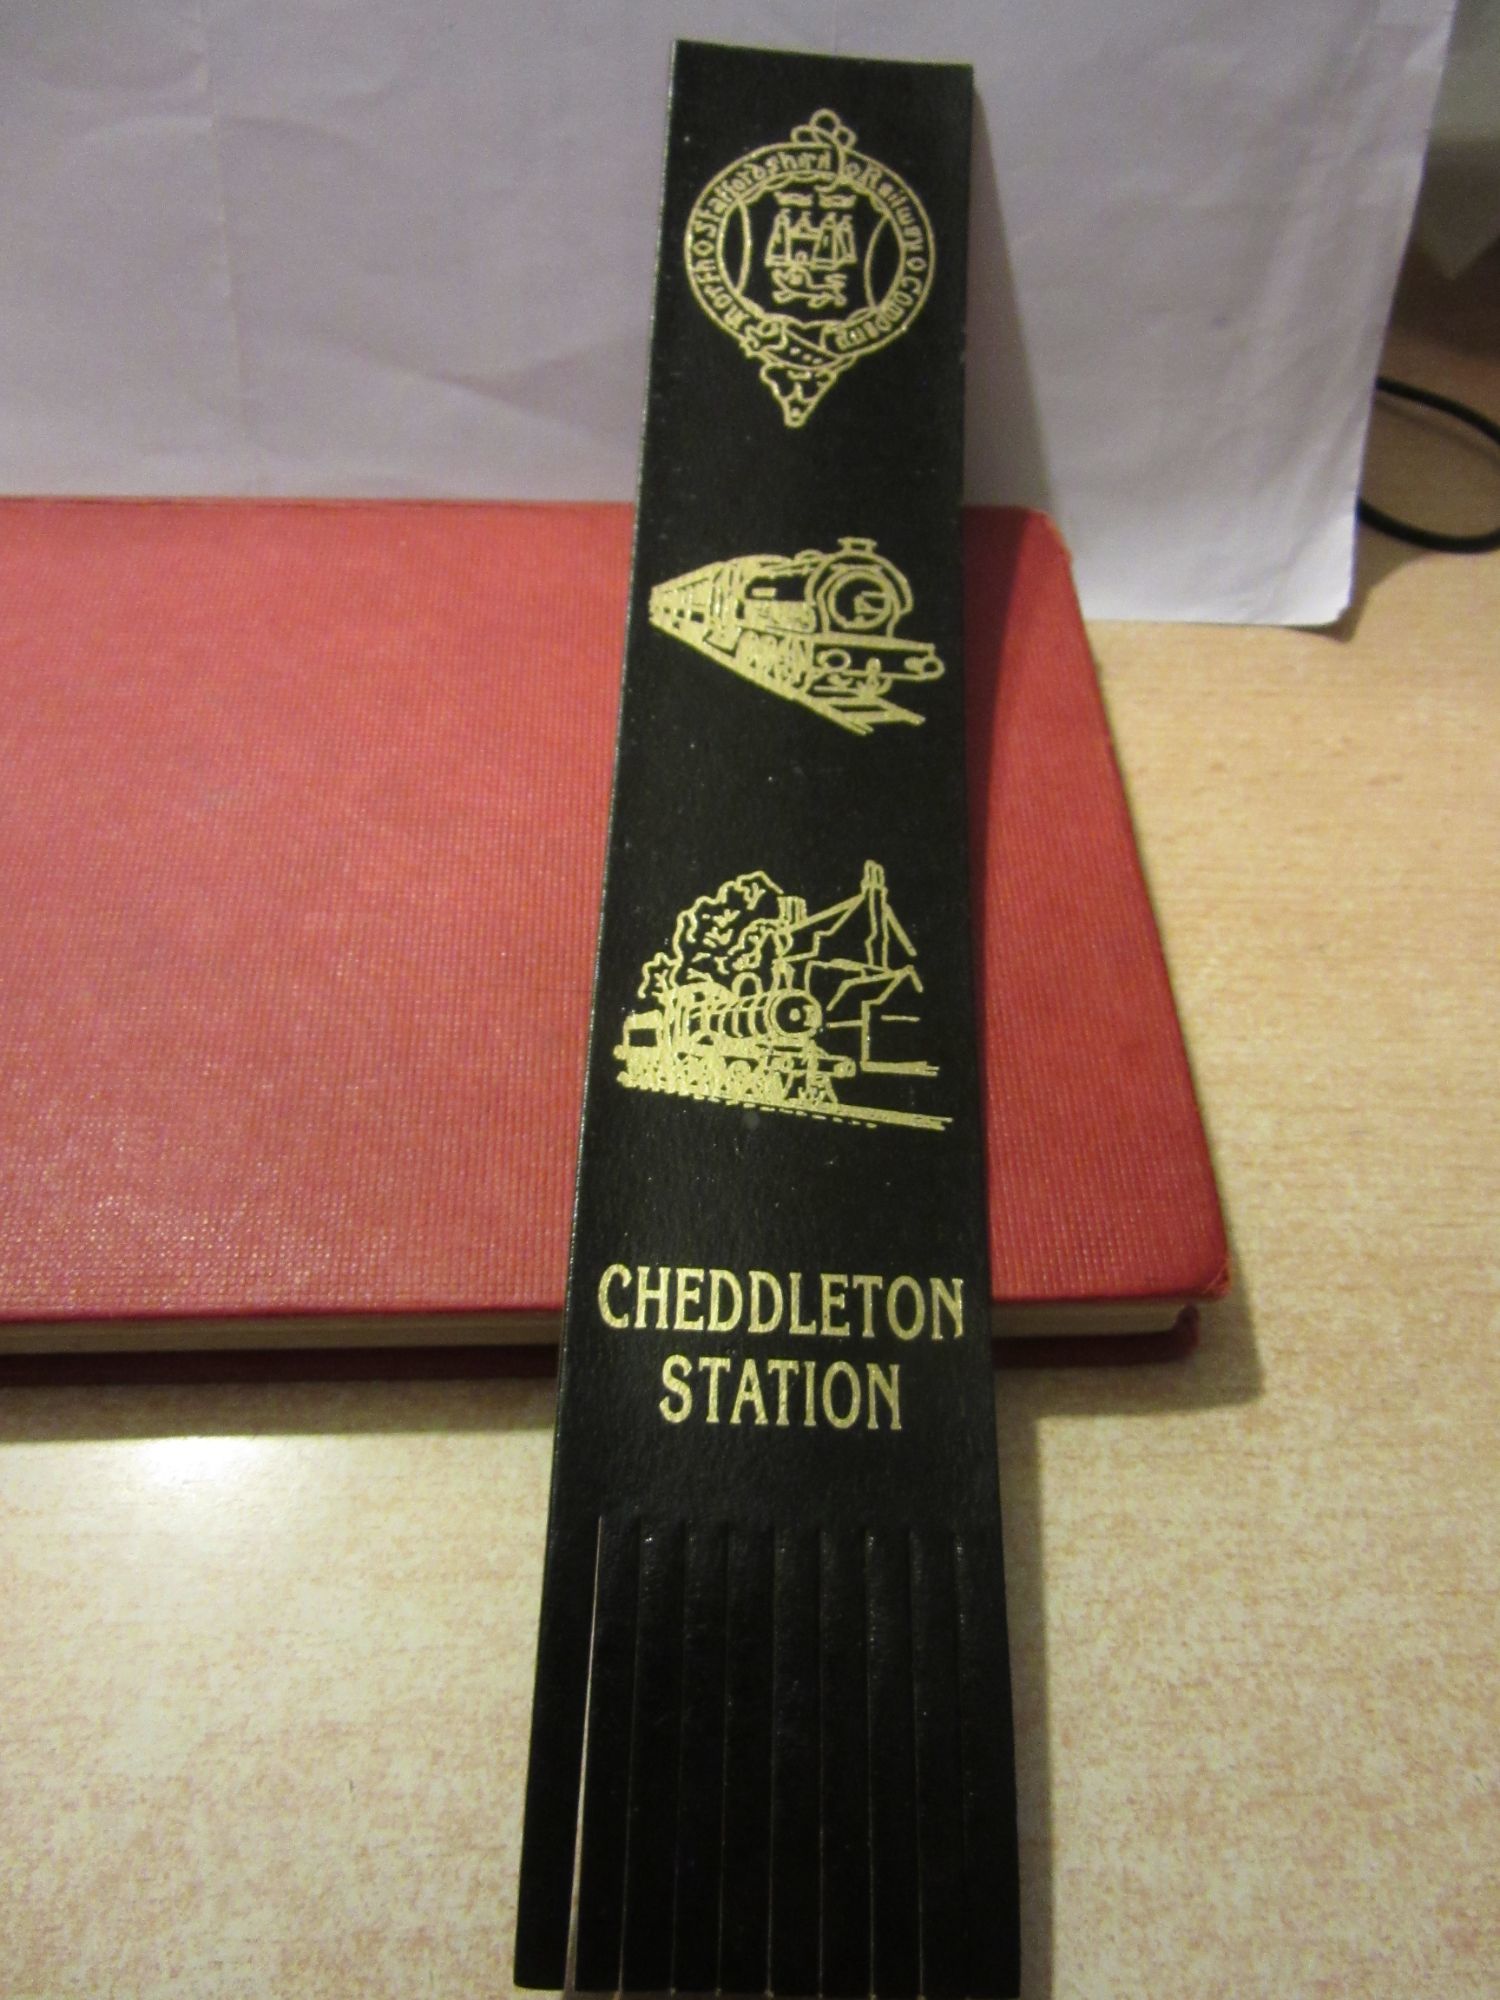 North Staffordshire Railway Company
CHEDDLETON
STATION